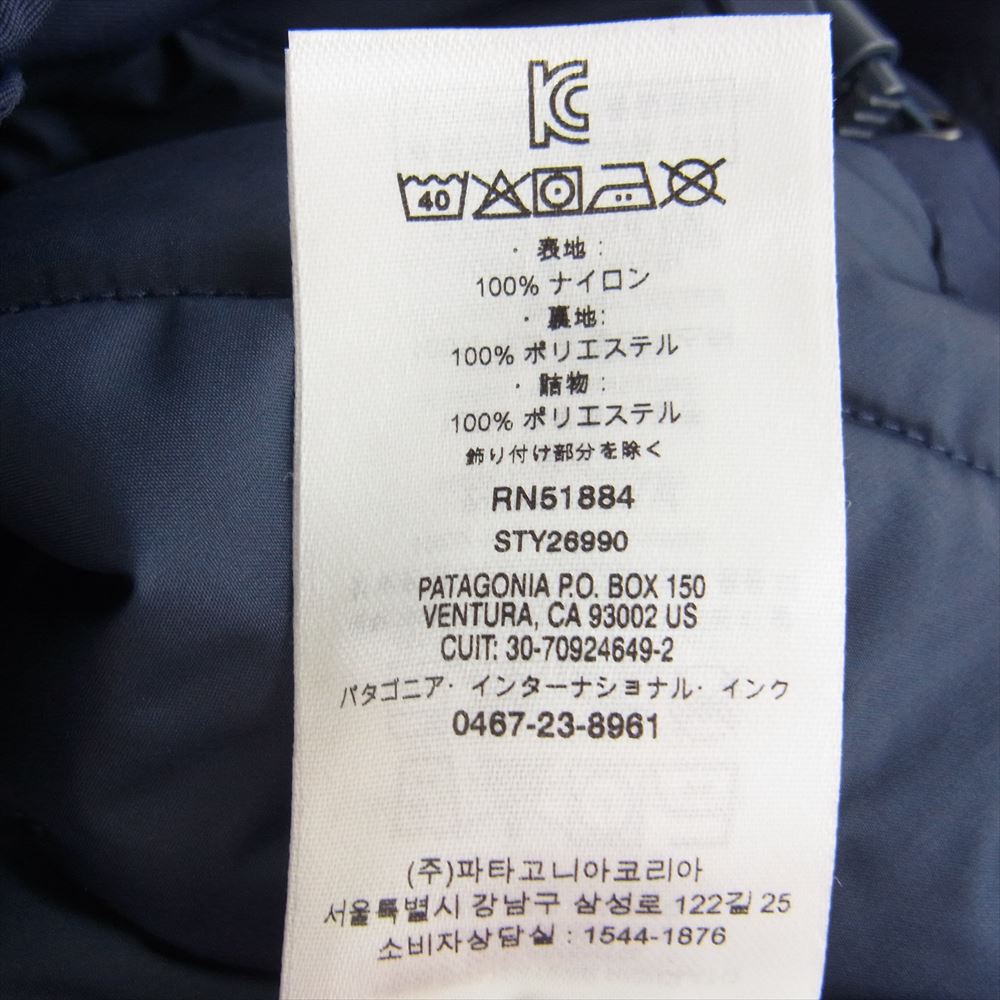 KC
40
・ 表地 :
100% ナイロン
・ 裏地:
100% ポリエステル
・ 詰物 :
100% ポリエステル
飾り付け部分を除く
RN51884
STY26990
PATAGONIA P.O. BOX 150
VENTURA, CA 93002 US
CUIT: 30-70924649-2
パタゴニア・インターナショナル・インク
0467-23-8961
(주)파타고니아코리아
서울특별시 강남구 삼성로 122길 25
소비자상담실 : 1544-1876